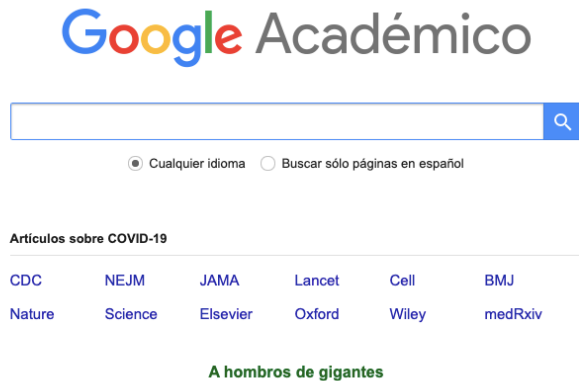 Google Académico
Cualquier idioma Buscar sólo páginas en español
Artículos sobre COVID-19
CDC NEJM JAMA Lancet Cell BMJ
Nature Science Elsevier Oxford Wiley medRxiv
A hombros de gigantes